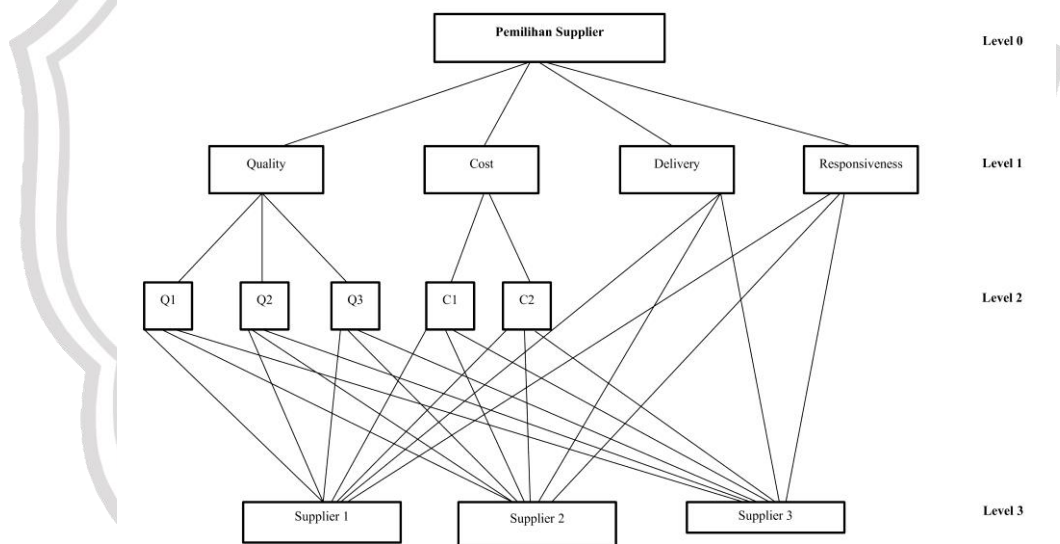 Pemilihan Supplier
Level 0
Quality
Cost
Delivery
Responsiveness
Level 1
Q1
Q2
Q3
C1
C2
Level 2
Supplier 1
Supplier 2
Supplier 3
Level 3